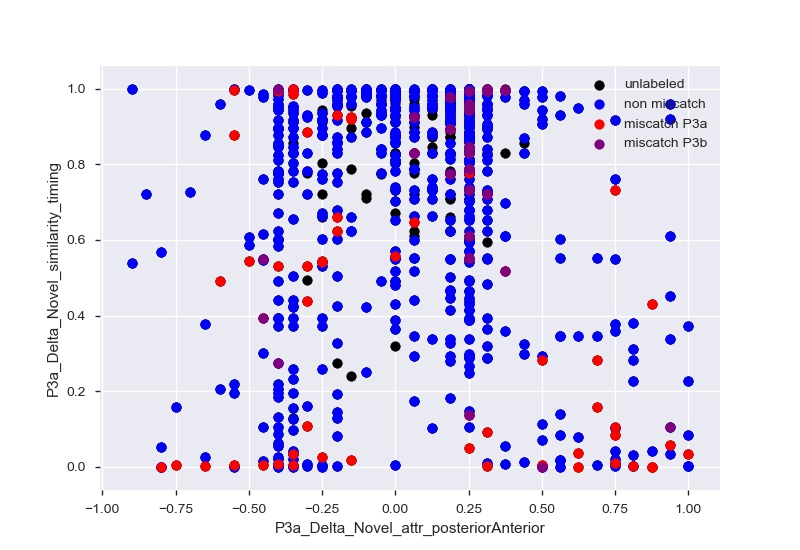 1.0
0.8
0.6
0.4
0.2
0.0
P3a_Delta_Novel_similarity_timing
unlabeled
non miscatch
miscatch P3a
miscatch P3b
−1.00 −0.75 −0.50 −0.25 0.00 0.25 0.50 0.75 1.00
P3a_Delta_Novel_attr_posteriorAnterior